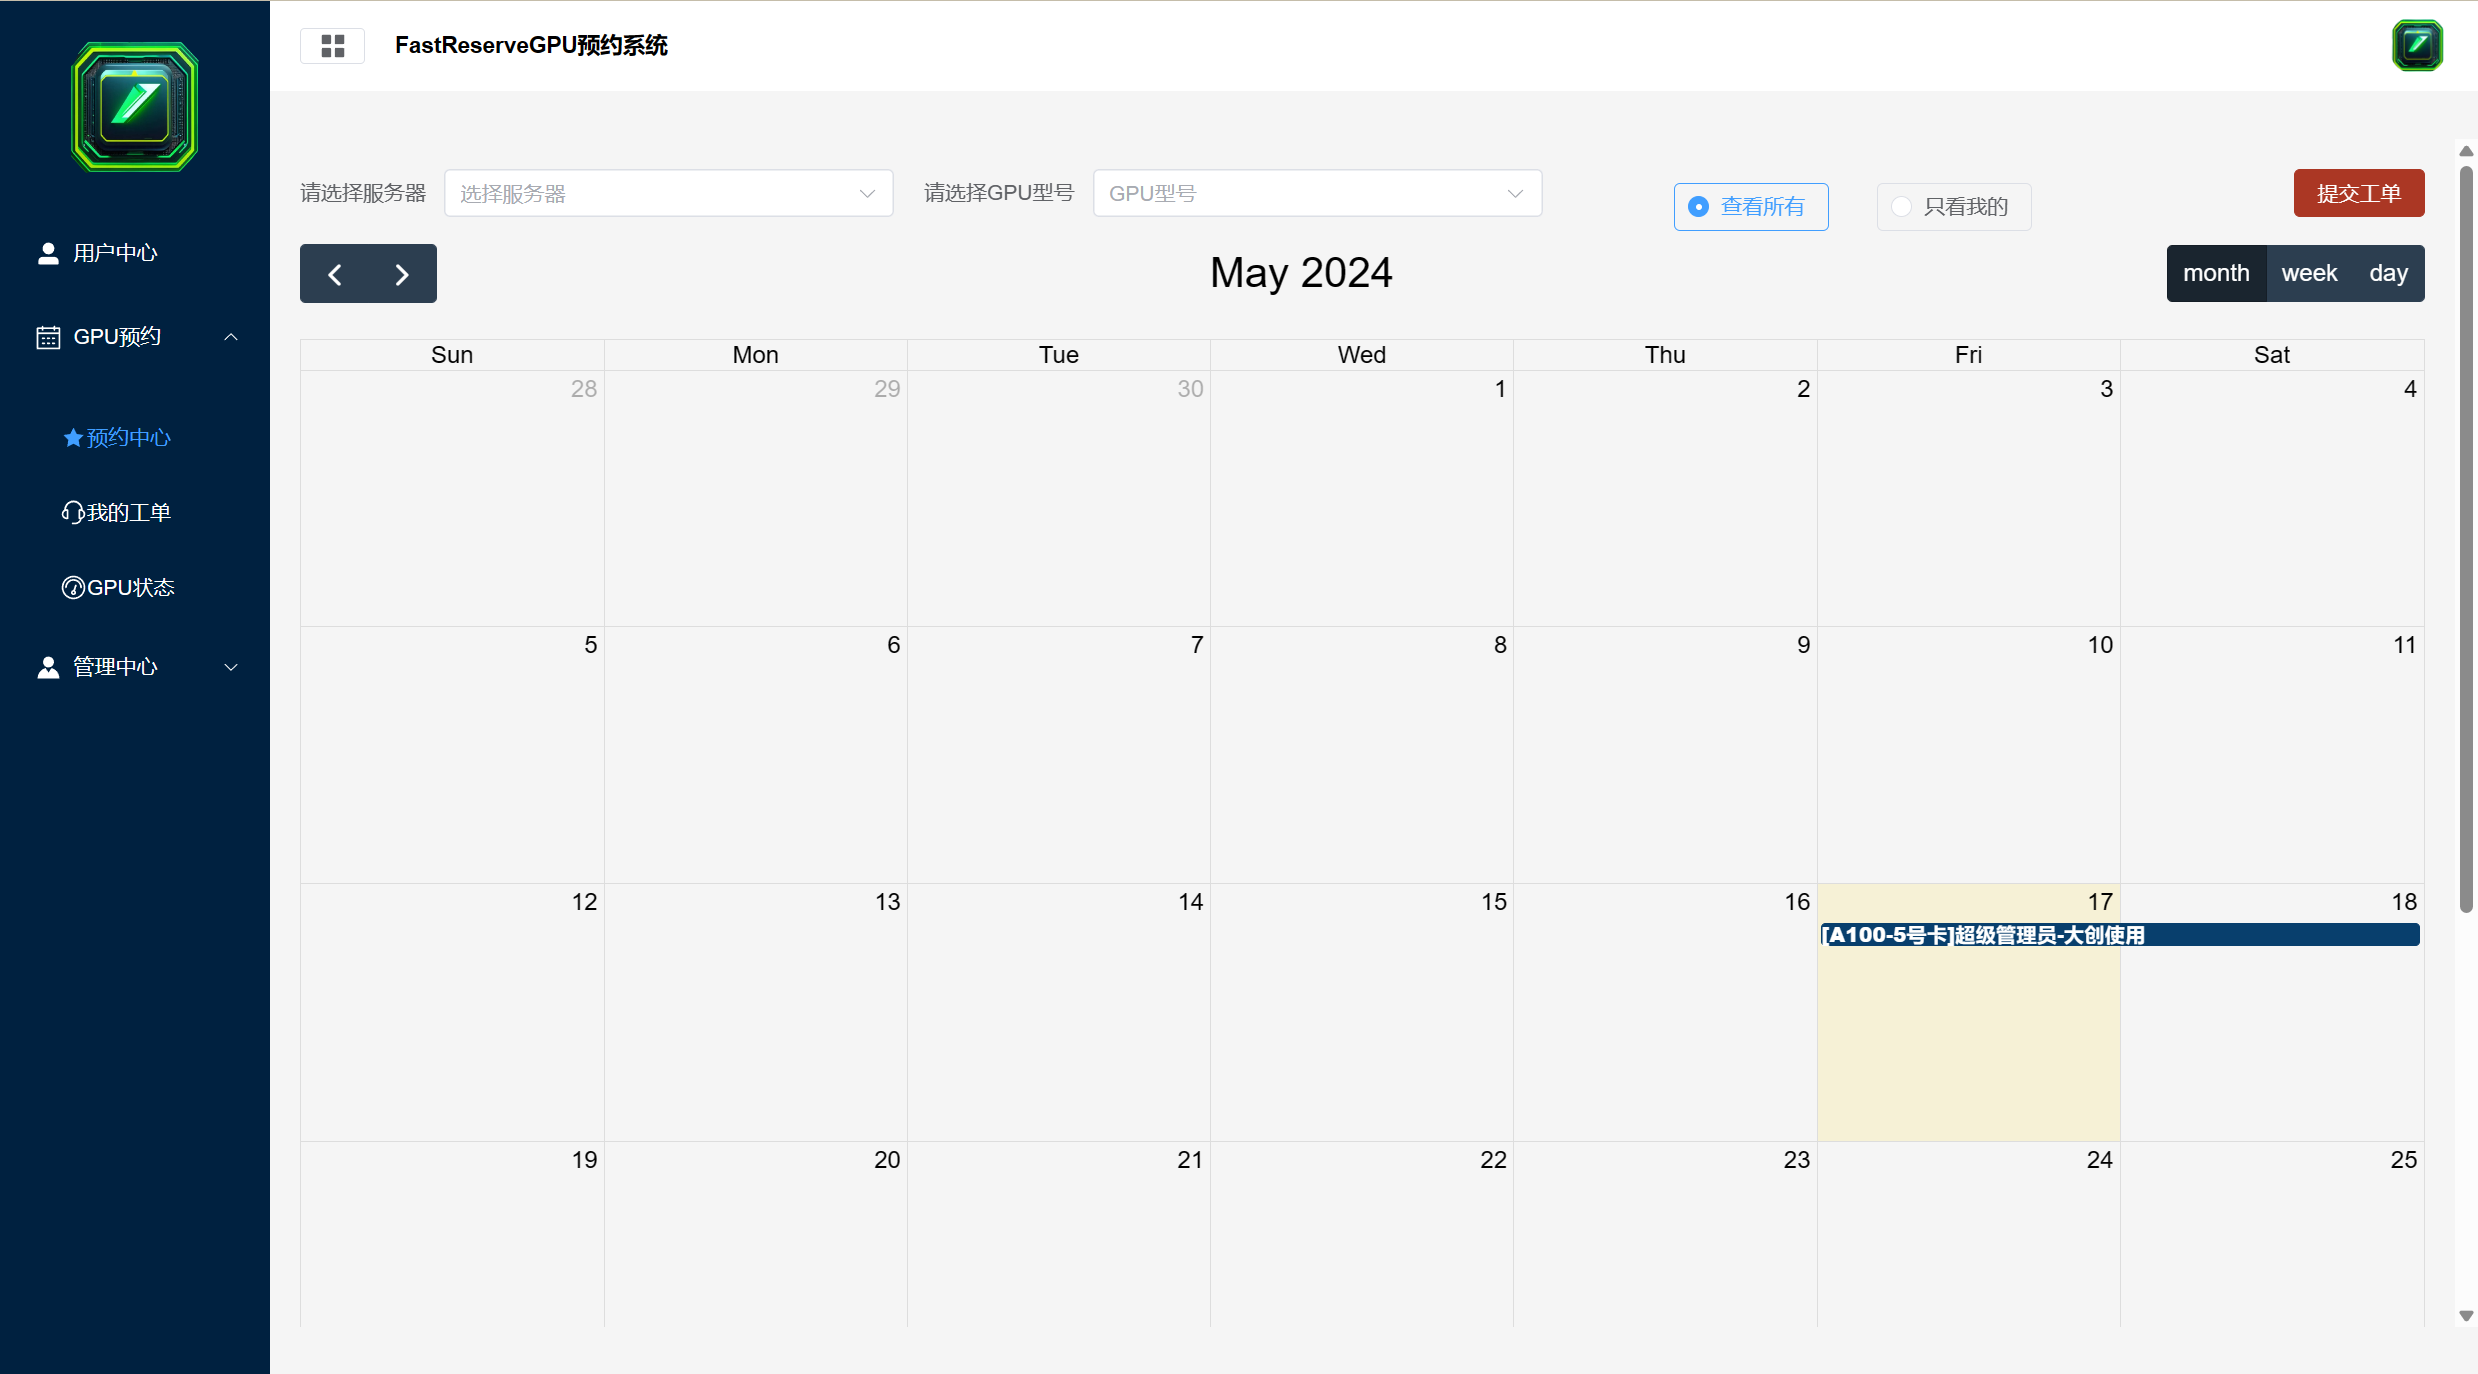 FastReserveGPU预约系统
用户中心
GPU预约
预约中心
我的工单
GPU状态
管理中心
请选择服务器 选择服务器 请选择GPU型号 GPU型号 查看所有 只看我的 提交工单
May 2024 month week day
Sun Mon Tue Wed Thu Fri Sat
28 29 30 1 2 3 4
5 6 7 8 9 10 11
12 13 14 15 16 17 18
[A100-5号卡]超级管理员-大创使用
19 20 21 22 23 24 25